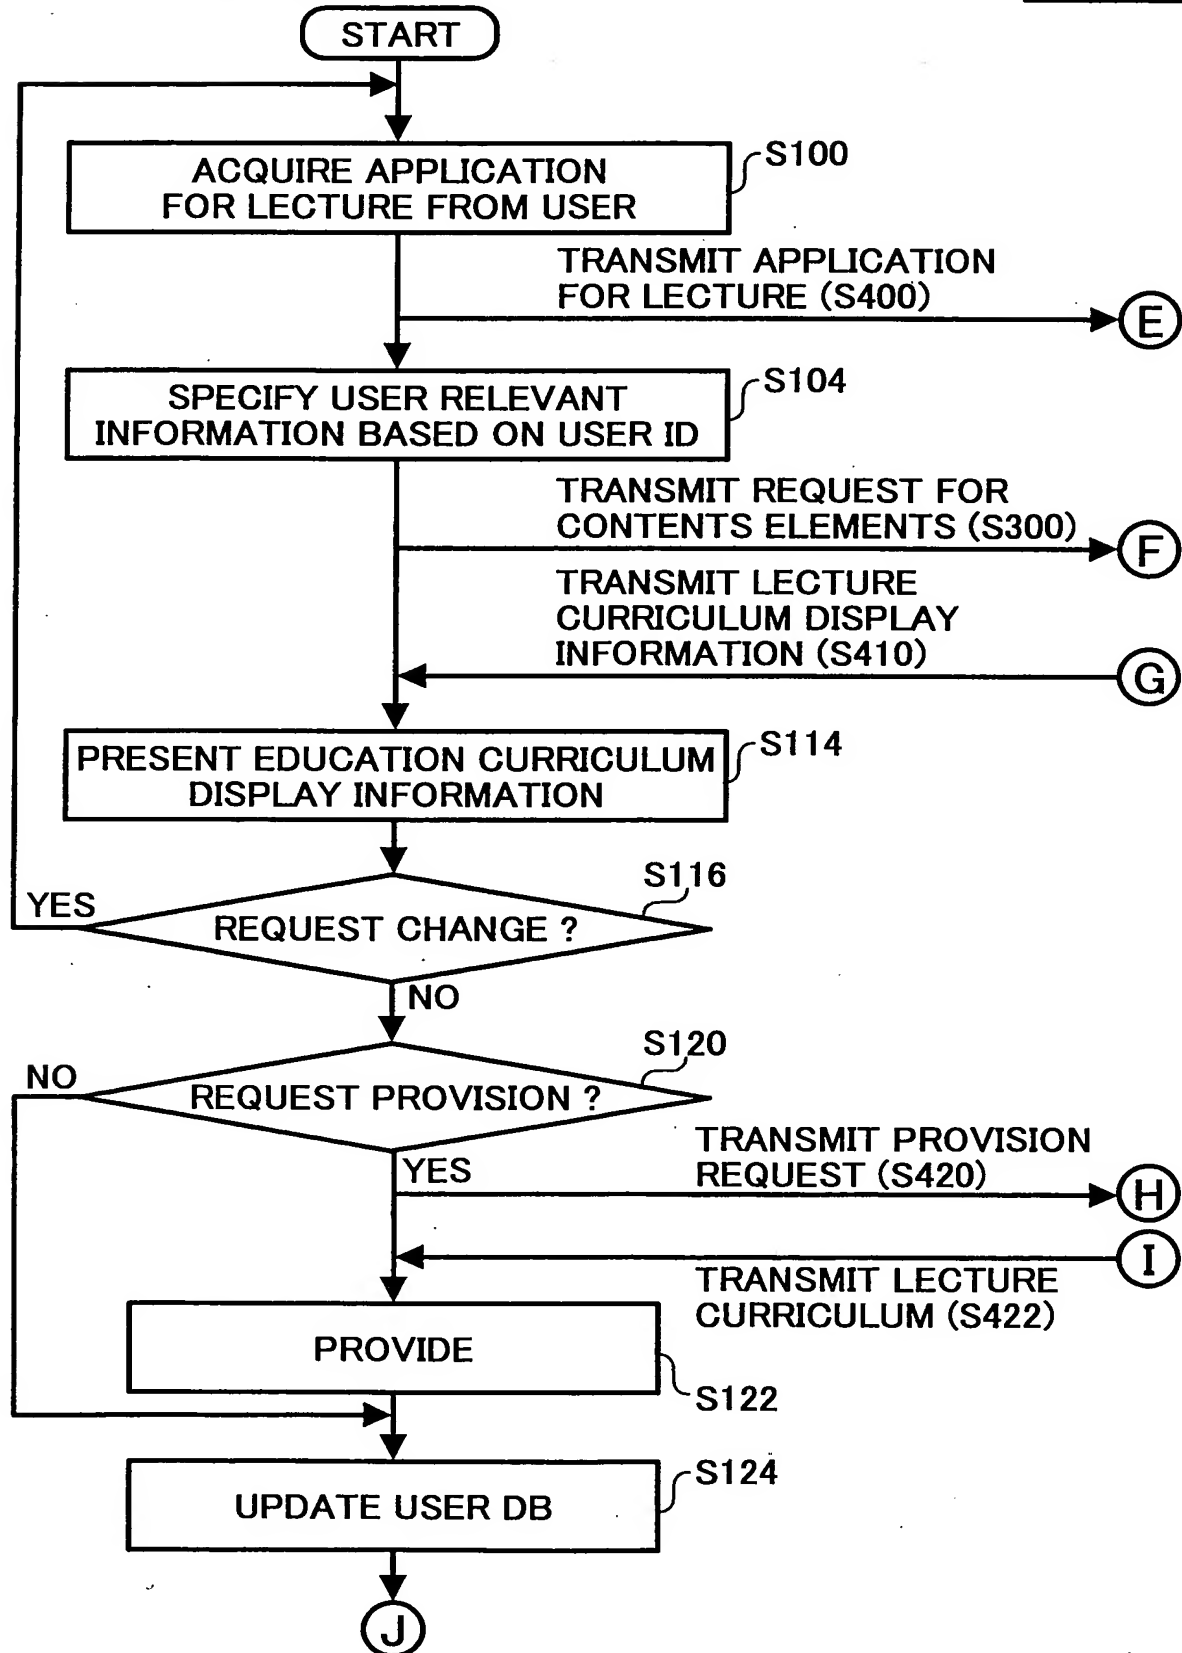 START
ACQUIRE APPLICATION
FOR LECTURE FROM USER
S100
TRANSMIT APPLICATION
FOR LECTURE (S400)
E
SPECIFY USER RELEVANT
INFORMATION BASED ON USER ID
S104
TRANSMIT REQUEST FOR
CONTENTS ELEMENTS (S300)
F
TRANSMIT LECTURE
CURRICULUM DISPLAY
INFORMATION (S410)
G
PRESENT EDUCATION CURRICULUM
DISPLAY INFORMATION
S114
S116
YES
REQUEST CHANGE ?
NO
S120
NO
REQUEST PROVISION ?
YES
TRANSMIT PROVISION
REQUEST (S420)
H
I
TRANSMIT LECTURE
CURRICULUM (S422)
PROVIDE
S122
S124
UPDATE USER DB
J